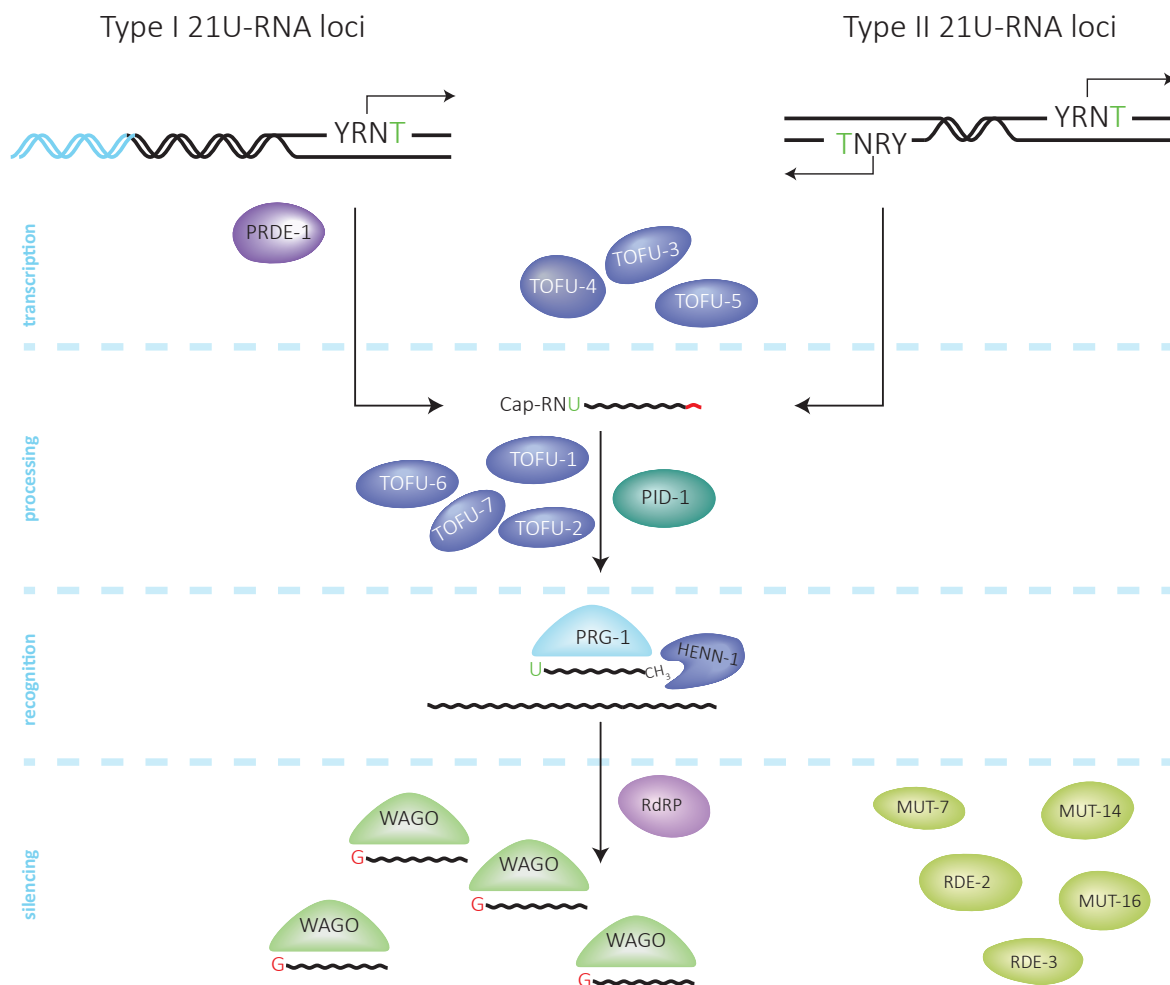 Type I 21U-RNA loci
Type II 21U-RNA loci
YRNT
YRNT
TNRY
transcription
PRDE-1
TOFU-3
TOFU-4
TOFU-5
Cap-RNU
processing
TOFU-1
TOFU-6
PID-1
TOFU-7
TOFU-2
recognition
PRG-1
HENN-1
U
CH3
silencing
RdRP
MUT-7
MUT-14
WAGO
G
WAGO
G
RDE-2
MUT-16
WAGO
G
WAGO
G
RDE-3